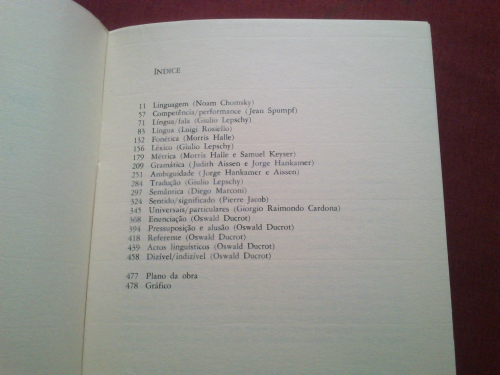 ÍNDICE
11 Linguagem (Noam Chomsky)
57 Competência/performance (Jean Spumpf)
71 Língua/fala (Giulio Lepschy)
83 Língua (Luigi Rossello)
132 Fonética (Morris Halle)
156 Léxico (Giulio Lepschy)
179 Métrica (Morris Halle e Samuel Keyser)
209 Gramática (Judith Aissen e Jorge Hankamer)
251 Ambiguidade (Jorge Hankamer e Aissen)
284 Tradução (Giulio Lepschy)
297 Semântica (Diego Marconi)
324 Sentido/significado (Pierre Jacob)
345 Universais/particulares (Giorgio Raimondo Cardona)
368 Enunciação (Oswald Ducrot)
394 Pressuposição e alusão (Oswald Ducrot)
418 Referente (Oswald Ducrot)
439 Actos linguísticos (Oswald Ducrot)
458 Dizível/indizível (Oswald Ducrot)
477 Plano da obra
478 Gráfico